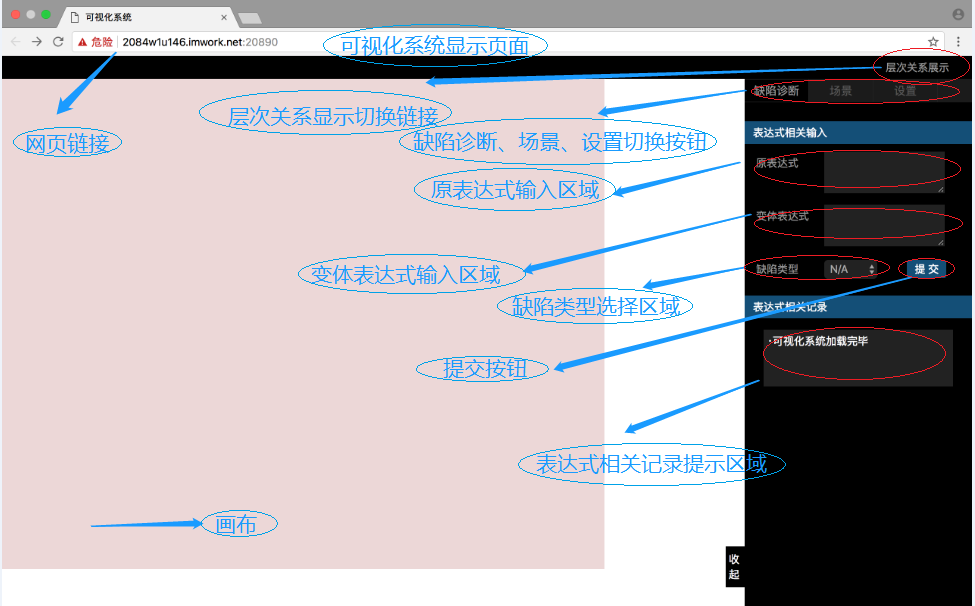 可视化系统
危险 2084w1u146.imwork.net:20890
可视化系统显示页面
层次关系展示
缺陷诊断 场景 设置
层次关系显示切换链接
网页链接
缺陷诊断、场景、设置切换按钮
表达式相关输入
原表达式
原表达式输入区域
变体表达式
变体表达式输入区域
缺陷类型 N/A 提交
缺陷类型选择区域
表达式相关记录
·可视化系统加载完毕
提交按钮
表达式相关记录提示区域
画布
收起